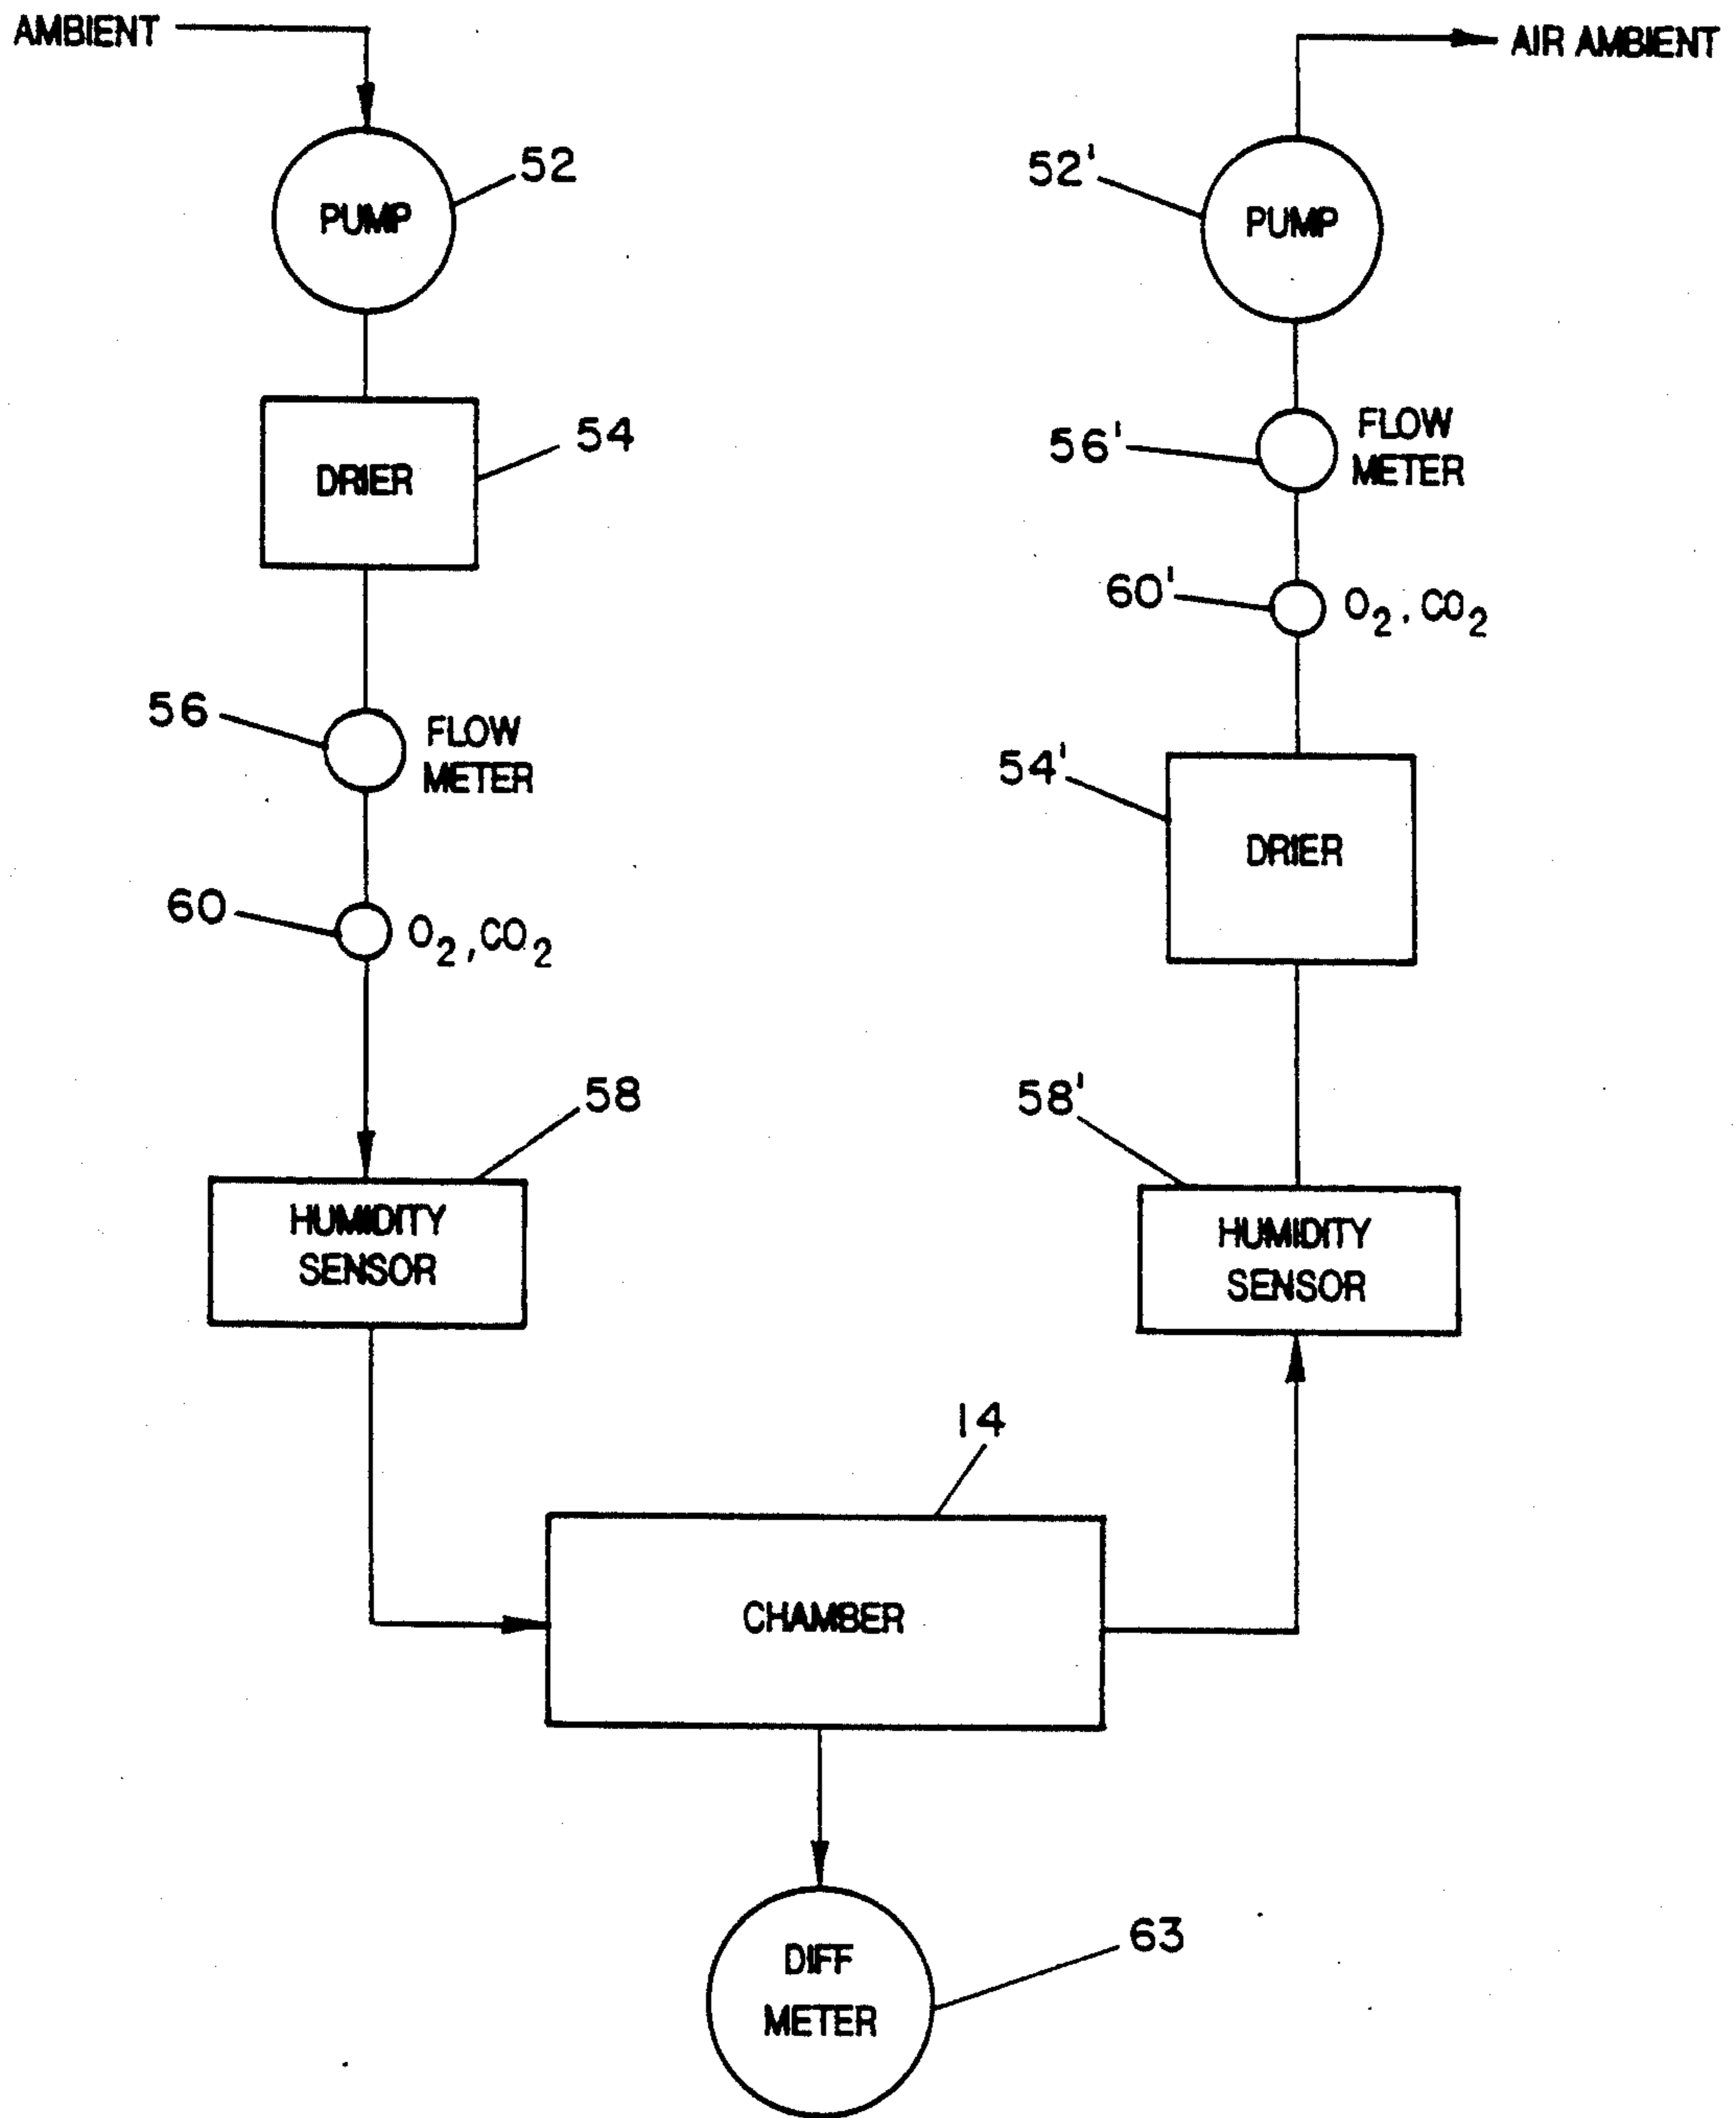 AMBIENT
AIR AMBIENT
52
PUMP
52'
PUMP
54
DRIER
56'
FLOW
METER
60'
O2, CO2
56
FLOW
METER
54'
DRIER
60
O2, CO2
58
HUMIDITY
SENSOR
58'
HUMIDITY
SENSOR
14
CHAMBER
63
DIFF
METER